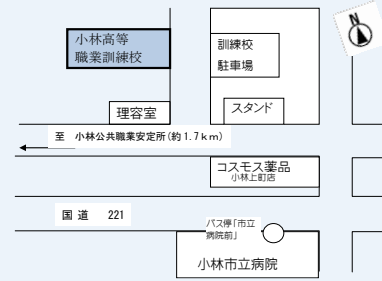 小林高等
職業訓練校
訓練校
駐車場
N
理容室
スタンド
至　小林公共職業安定所(約1.7km)
コスモス薬品
小林上町店
国道　221
バス停「市立
病院前」
小林市立病院